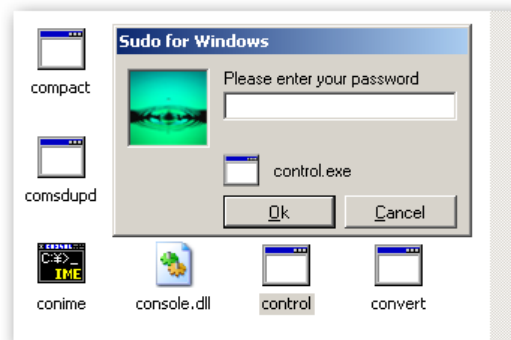 Sudo for Windows
compact
Please enter your password
control.exe
comsdupd
Ok
Cancel
C:¥>_
IME
conime
console.dll
control
convert